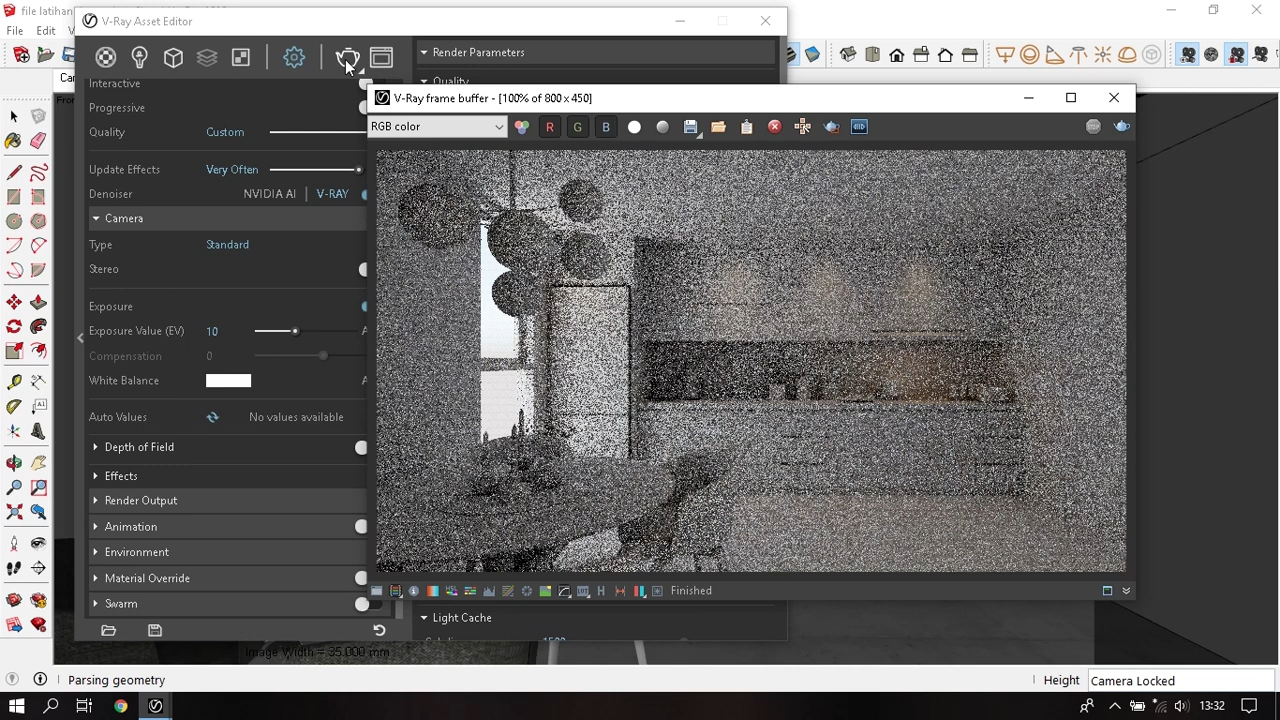 file latihan
V-Ray Asset Editor
File
Edit
Render Parameters
Quality
Interactive
Progressive
Quality
Custom
Update Effects
Very Often
Denoiser
NVIDIA AI
V-RAY
Camera
Type
Standard
Stereo
Exposure
Exposure Value (EV)
10
Compensation
0
White Balance
Auto Values
No values available
Depth of Field
Effects
Render Output
Animation
Environment
Material Override
Swarm
V-Ray frame buffer - [100% of 800 x 450]
RGB color
R
G
B
H
Finished
Light Cache
1500
Image Width = 35.000 mm
Parsing geometry
Height
Camera Locked
13:32